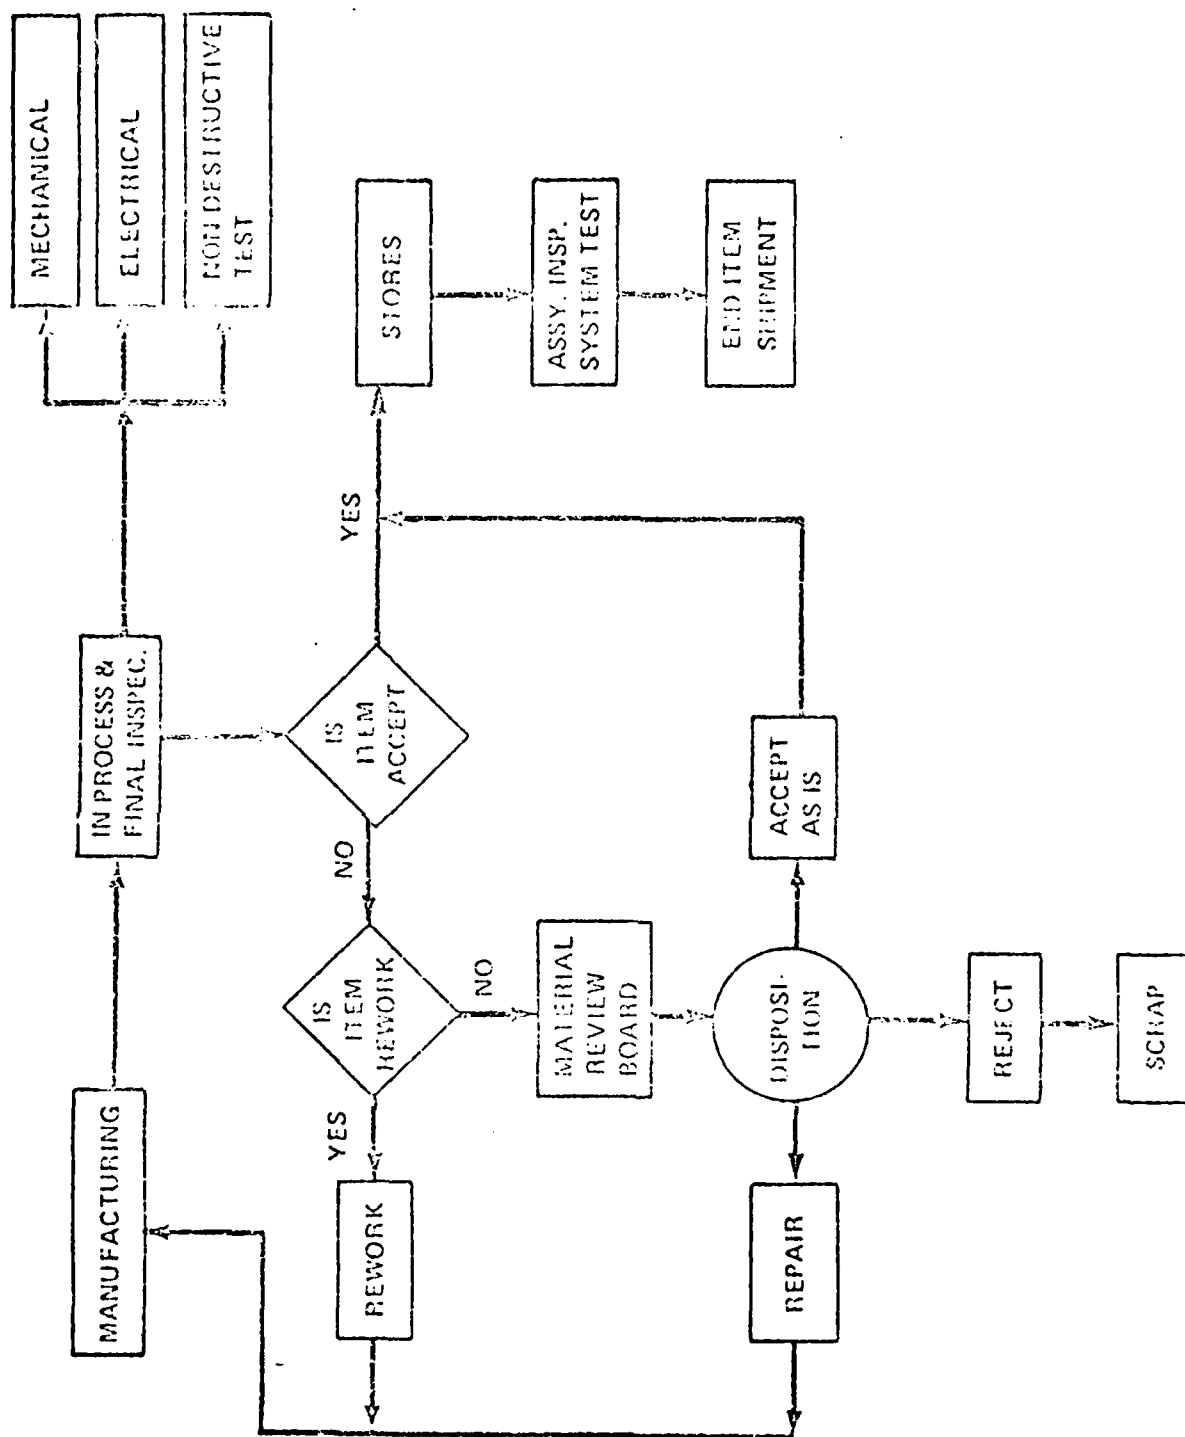 MANUFACTURING
IN PROCESS &
FINAL INSPEC.
MECHANICAL
ELECTRICAL
NON DESTRUCTIVE
TEST
REWORK
YES
IS
ITEM
REWORK
NO
IS
ITEM
ACCEPT
YES
STORES
NO
MATERIAL
REVIEW
BOARD
ASSY. INSP.
SYSTEM TEST
REPAIR
DISPOSI-
TION
ACCEPT
AS IS
END ITEM
SHIPMENT
REJECT
SCRAP